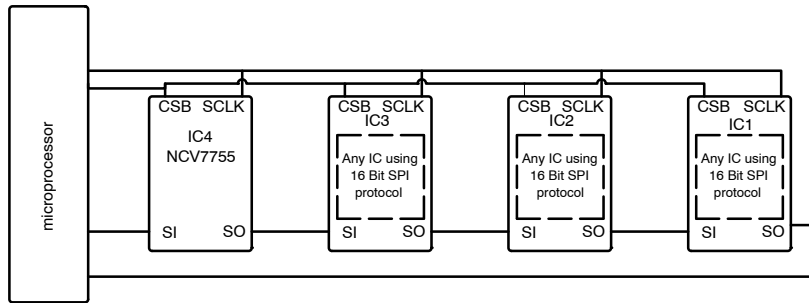 microprocessor
CSB SCLK
IC4
NCV7755
SI SO
CSB SCLK
IC3
Any IC using
16 Bit SPI
protocol
SI SO
CSB SCLK
IC2
Any IC using
16 Bit SPI
protocol
SI SO
CSB SCLK
IC1
Any IC using
16 Bit SPI
protocol
SI SO